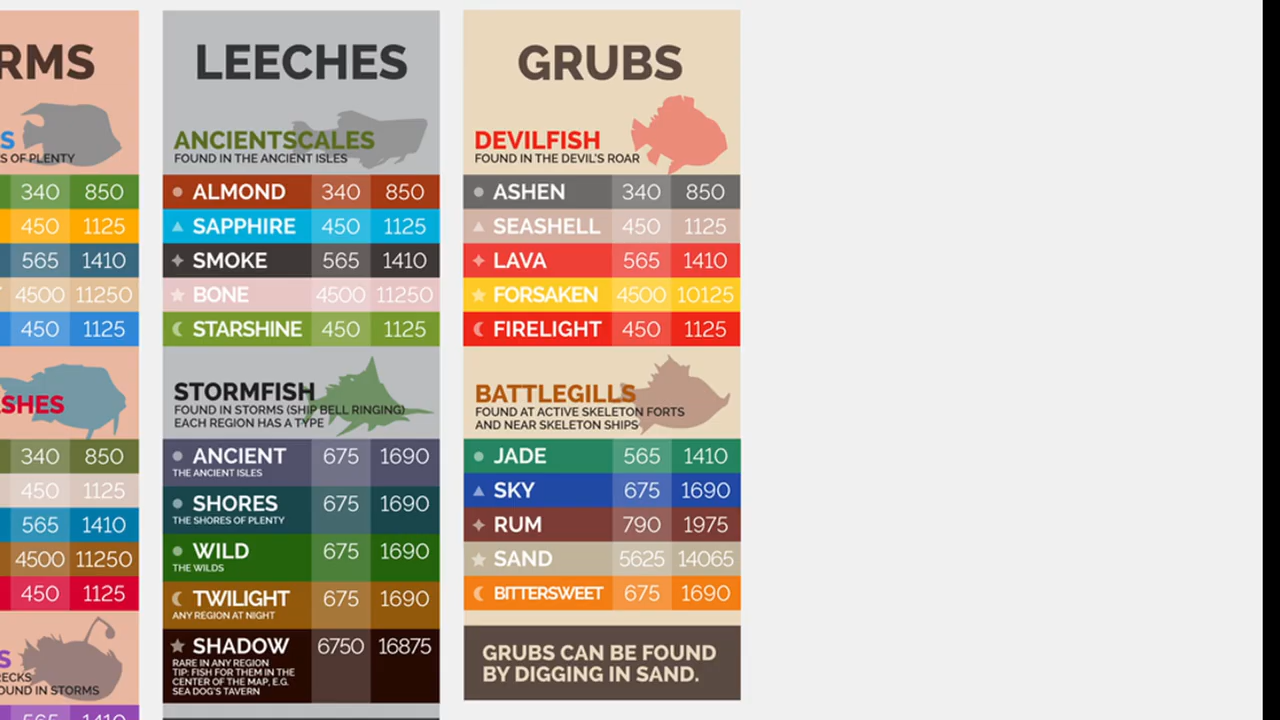 RMS
S
S OF PLENTY
340 850
450 1125
565 1410
4500 11250
450 1125
SHES
340 850
450 1125
565 1410
4500 11250
450 1125
S
RECKS
OUND IN STORMS
565 1410
LEECHES
ANCIENTSCALES
FOUND IN THE ANCIENT ISLES
ALMOND 340 850
SAPPHIRE 450 1125
SMOKE 565 1410
BONE 4500 11250
STARSHINE 450 1125
STORMFISH
FOUND IN STORMS (SHIP BELL RINGING)
EACH REGION HAS A TYPE
ANCIENT 675 1690
THE ANCIENT ISLES
SHORES 675 1690
THE SHORES OF PLENTY
WILD 675 1690
THE WILDS
TWILIGHT 675 1690
ANY REGION AT NIGHT
SHADOW 6750 16875
RARE IN ANY REGION
TIP: FISH FOR THEM IN THE
CENTER OF THE MAP, E.G.
SEA DOG'S TAVERN
GRUBS
DEVILFISH
FOUND IN THE DEVIL'S ROAR
ASHEN 340 850
SEASHELL 450 1125
LAVA 565 1410
FORSAKEN 4500 10125
FIRELIGHT 450 1125
BATTLEGILLS
FOUND AT ACTIVE SKELETON FORTS
AND NEAR SKELETON SHIPS
JADE 565 1410
SKY 675 1690
RUM 790 1975
SAND 5625 14065
BITTERSWEET 675 1690
GRUBS CAN BE FOUND
BY DIGGING IN SAND.